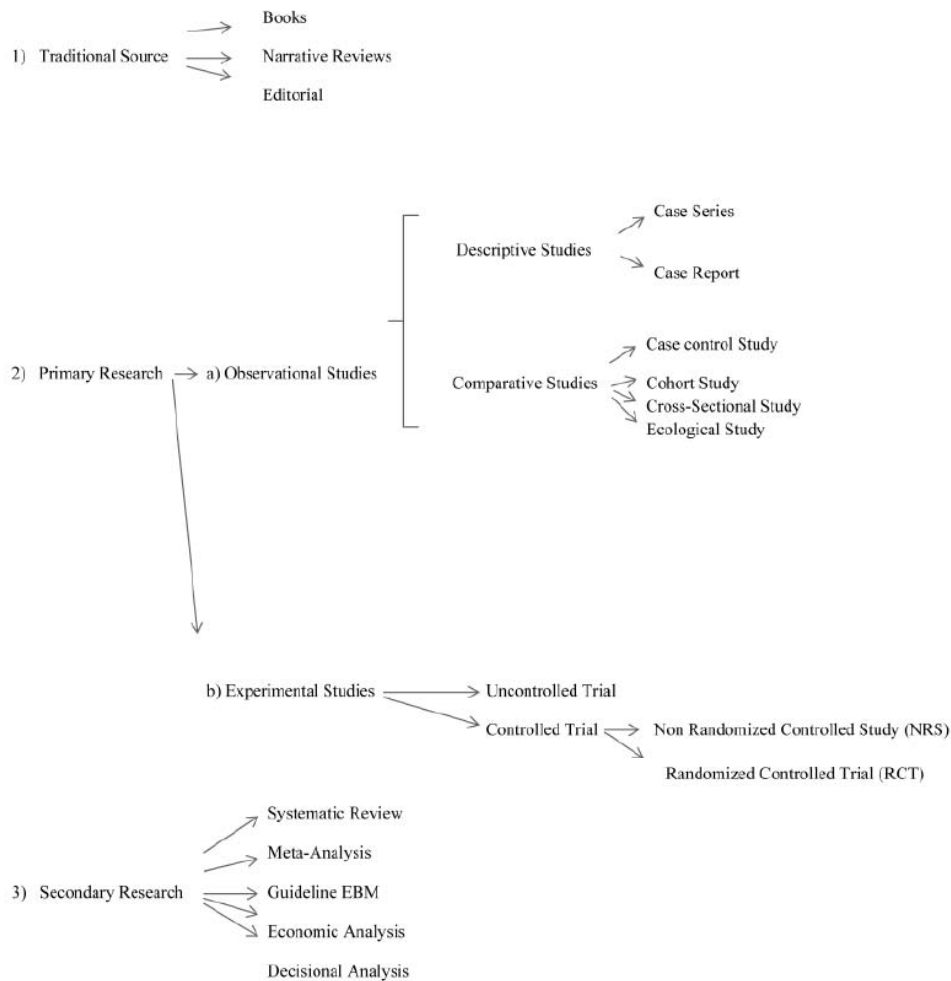 Books
1) Traditional Source
Narrative Reviews
Editorial
Case Series
Descriptive Studies
Case Report
Case control Study
2) Primary Research
a) Observational Studies
Comparative Studies
Cohort Study
Cross-Sectional Study
Ecological Study
b) Experimental Studies
Uncontrolled Trial
Controlled Trial
Non Randomized Controlled Study (NRS)
Randomized Controlled Trial (RCT)
Systematic Review
Meta-Analysis
3) Secondary Research
Guideline EBM
Economic Analysis
Decisional Analysis